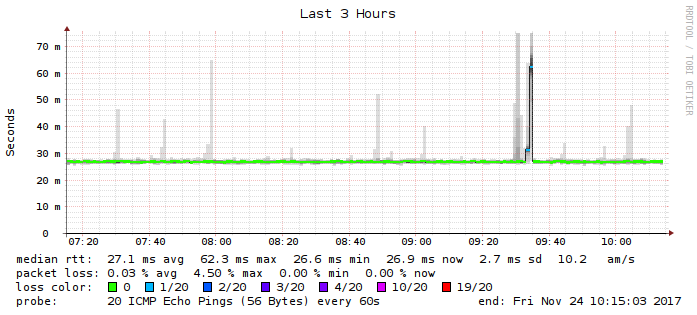 Last 3 Hours
RRDTOOL / TOBI OETIKER
Seconds
70 m
60 m
50 m
40 m
30 m
20 m
10 m
0
07:20 07:40 08:00 08:20 08:40 09:00 09:20 09:40 10:00
median rtt: 27.1 ms avg 62.3 ms max 26.6 ms min 26.9 ms now 2.7 ms sd 10.2 am/s
packet loss: 0.03 % avg 4.50 % max 0.00 % min 0.00 % now
loss color: 0 1/20 2/20 3/20 4/20 10/20 19/20
probe: 20 ICMP Echo Pings (56 Bytes) every 60s end: Fri Nov 24 10:15:03 2017